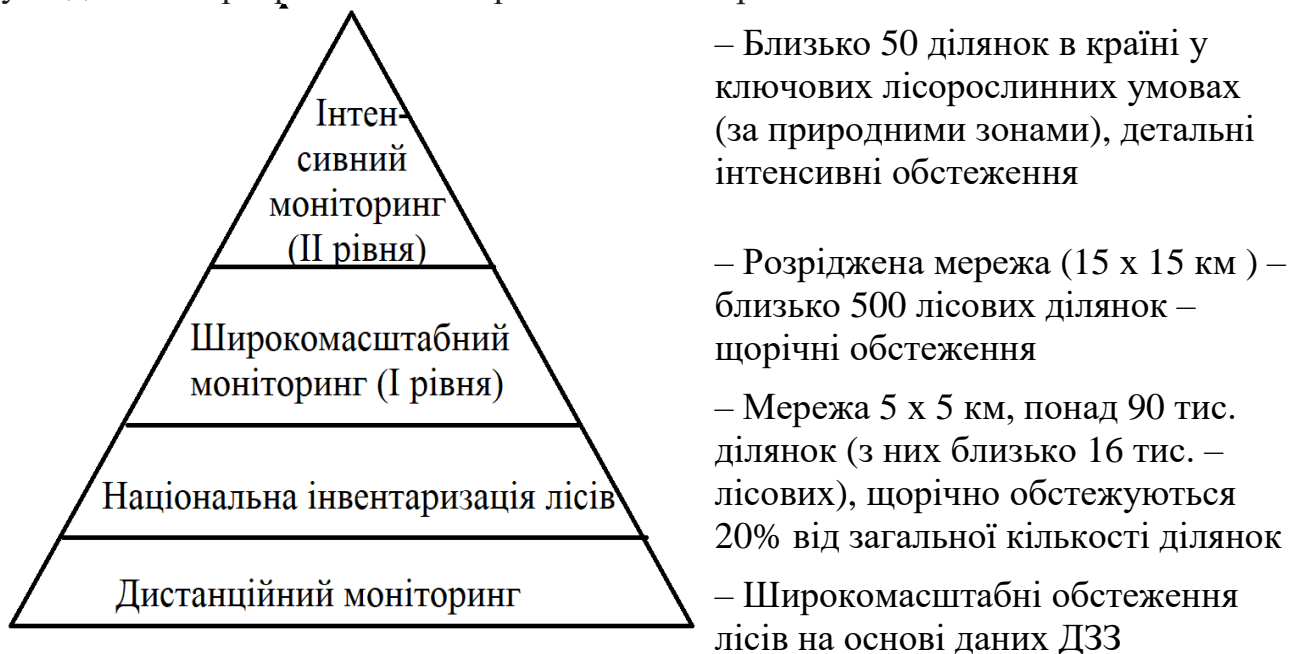 Інтен-
сивний
моніторинг
(ІІ рівня)
– Близько 50 ділянок в країні у
ключових лісорослинних умовах
(за природними зонами), детальні
інтенсивні обстеження
Широкомасштабний
моніторинг (І рівня)
– Розріджена мережа (15 х 15 км ) –
близько 500 лісових ділянок –
щорічні обстеження
Національна інвентаризація лісів
– Мережа 5 х 5 км, понад 90 тис.
ділянок (з них близько 16 тис. –
лісових), щорічно обстежуються
20% від загальної кількості ділянок
Дистанційний моніторинг
– Широкомасштабні обстеження
лісів на основі даних ДЗЗ